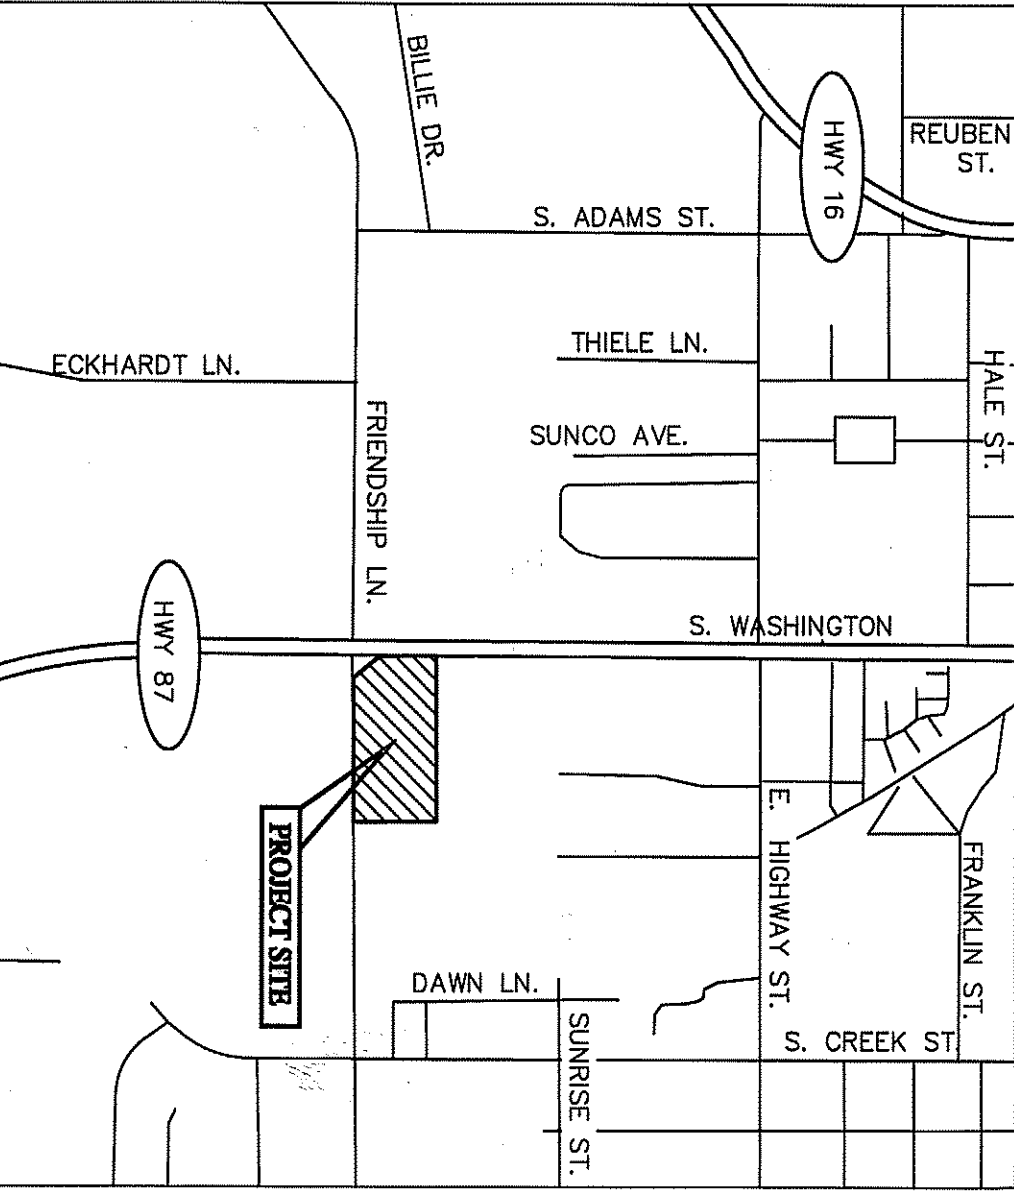 REUBEN
ST.
BILLIE DR.
HWY 16
S. ADAMS ST.
THIELE LN.
HALE ST.
ECKHARDT LN.
SUNCO AVE.
FRIENDSHIP LN.
S. WASHINGTON
HWY 87
E. HIGHWAY ST.
FRANKLIN ST.
PROJECT SITE
DAWN LN.
SUNRISE ST.
S. CREEK ST.